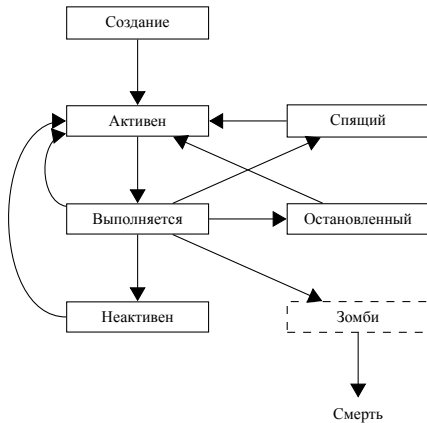 Создание
Активен
Спящий
Выполняется
Остановленный
Неактивен
Зомби
Смерть